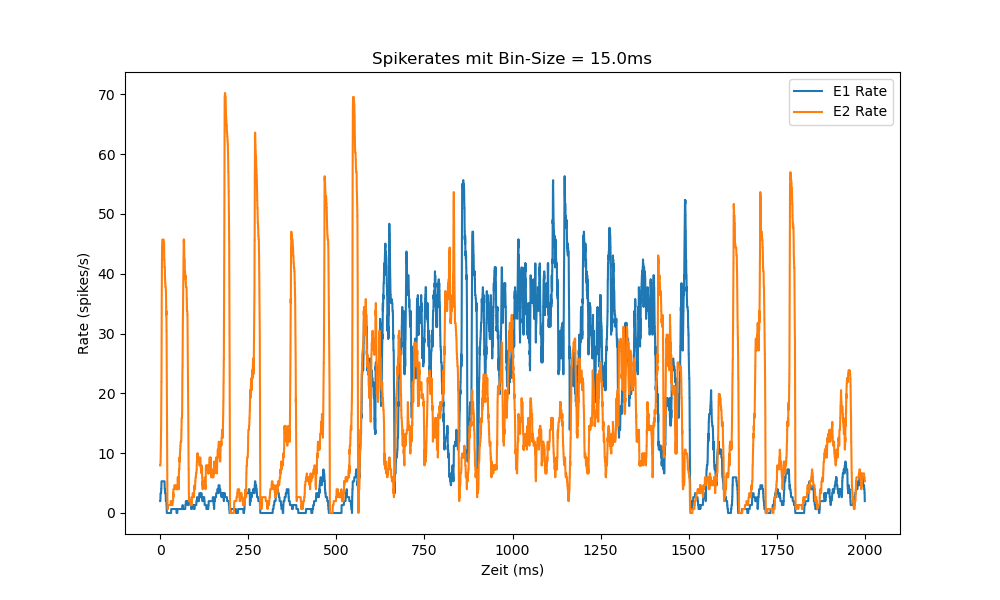 Spikerates mit Bin-Size = 15.0ms
E1 Rate
E2 Rate
70
60
50
40
30
20
10
0
Rate (spikes/s)
0 250 500 750 1000 1250 1500 1750 2000
Zeit (ms)